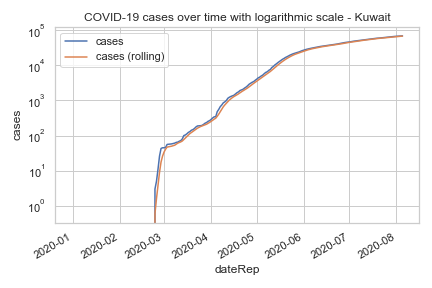 COVID-19 cases over time with logarithmic scale - Kuwait
cases
cases (rolling)
10^5
10^4
10^3
10^2
10^1
10^0
cases
2020-01
2020-02
2020-03
2020-04
2020-05
2020-06
2020-07
2020-08
dateRep